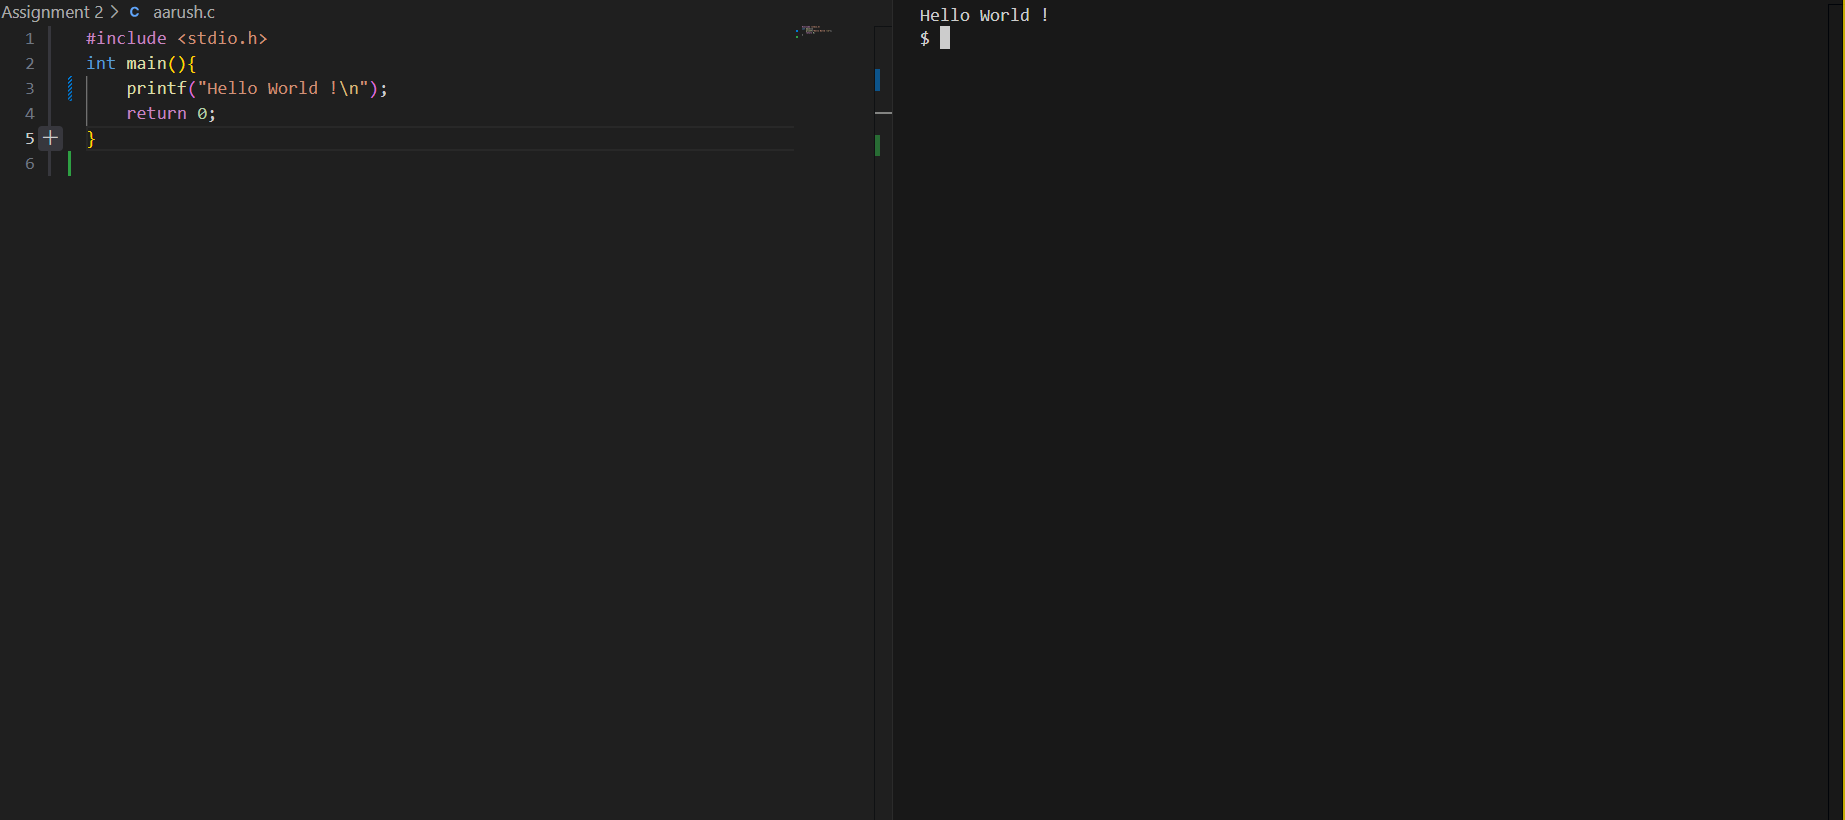 Assignment 2 > C aarush.c
1 #include <stdio.h>
2 int main(){
3     printf("Hello World !\n");
4     return 0;
5 + }
6
Hello World !
$